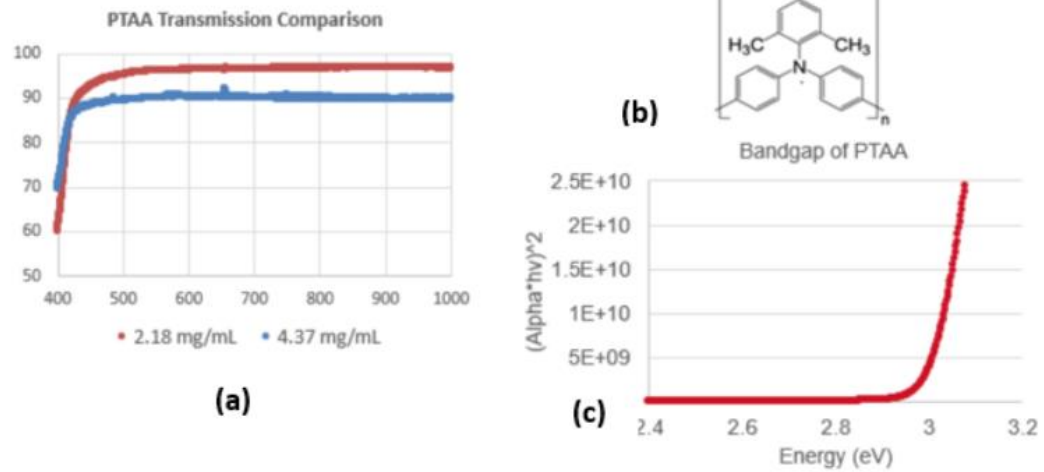 PTAA Transmission Comparison
100
90
80
70
60
50
400 500 600 700 800 900 1000
2.18 mg/mL 4.37 mg/mL
(a)
H₃C CH₃
N
n
(b)
Bandgap of PTAA
(Alpha*hv)^2
2.5E+10
2E+10
1.5E+10
1E+10
5E+09
2.4 2.6 2.8 3 3.2
Energy (eV)
(c)